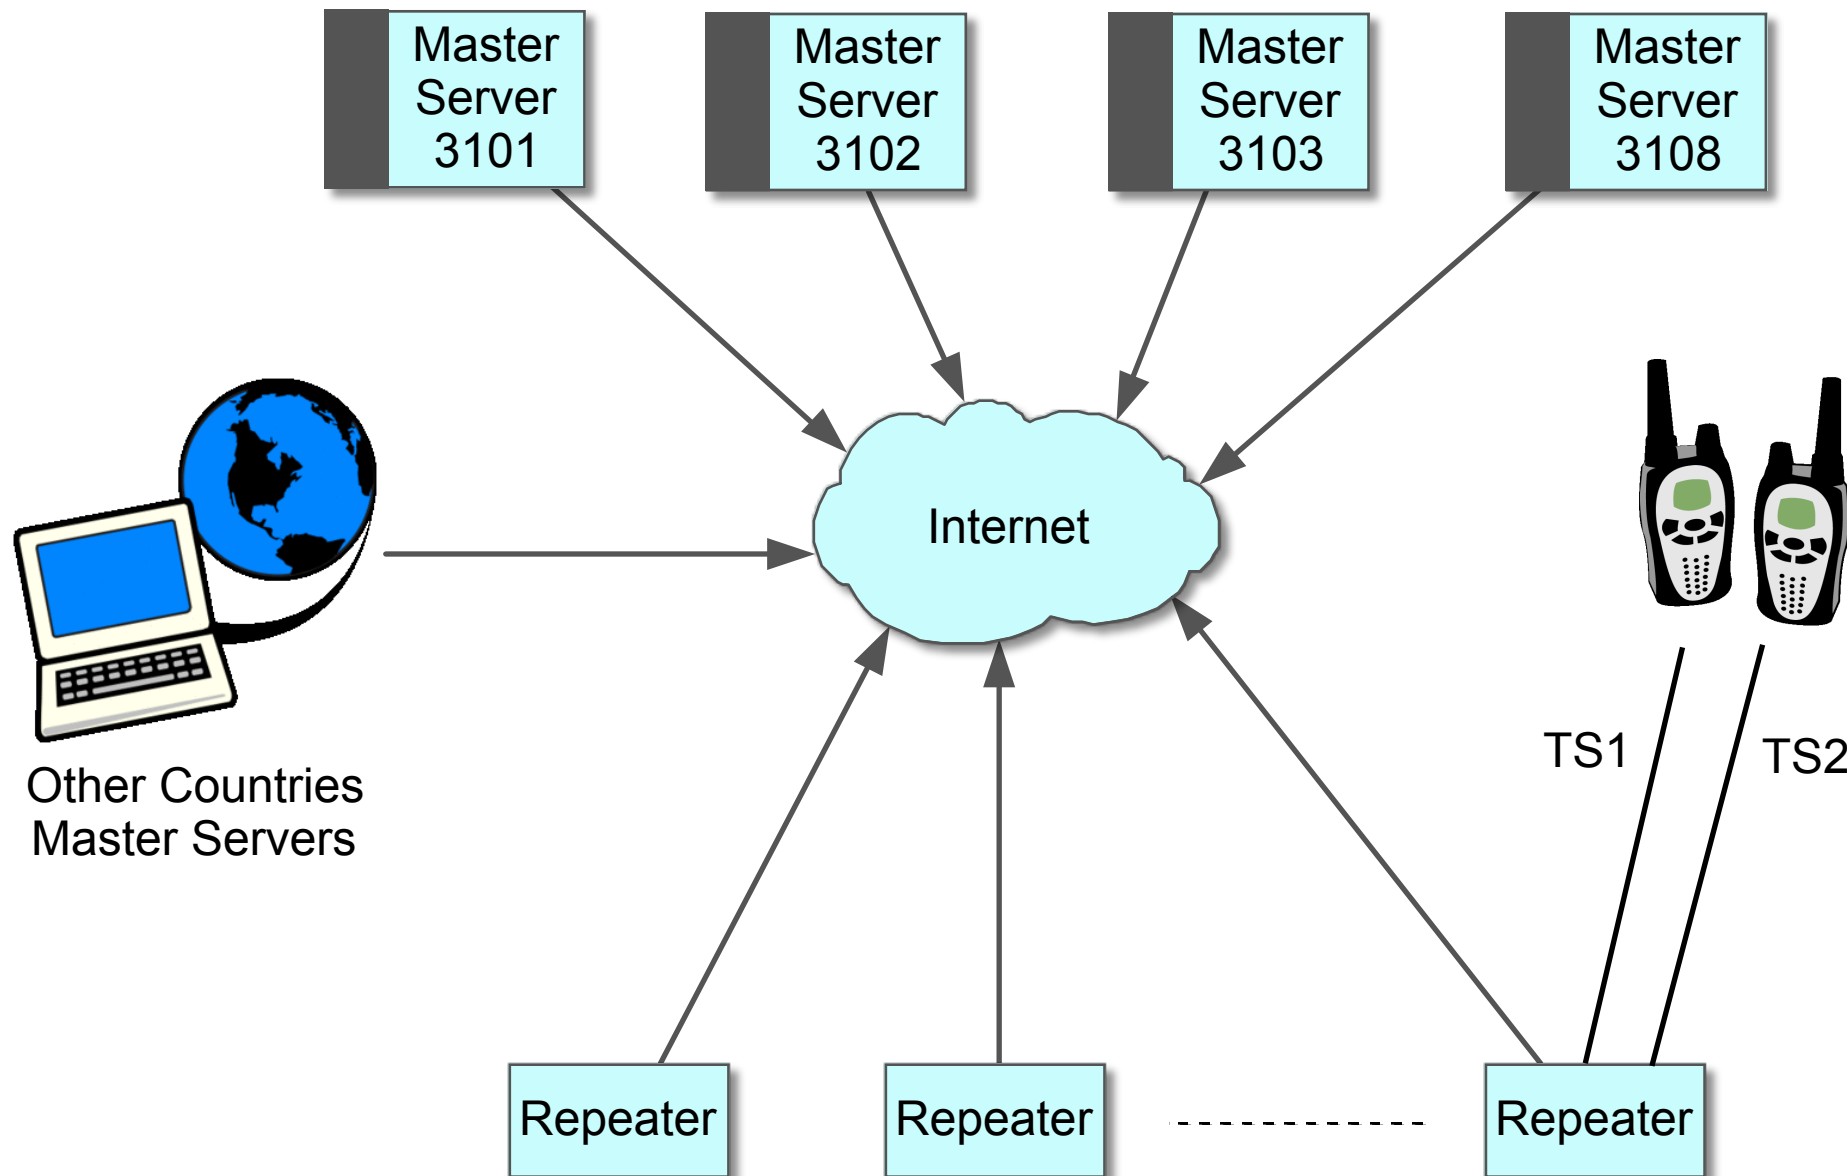 Master
Server
3101
Master
Server
3102
Master
Server
3103
Master
Server
3108
Internet
TS1
TS2
Other Countries
Master Servers
Repeater
Repeater
Repeater